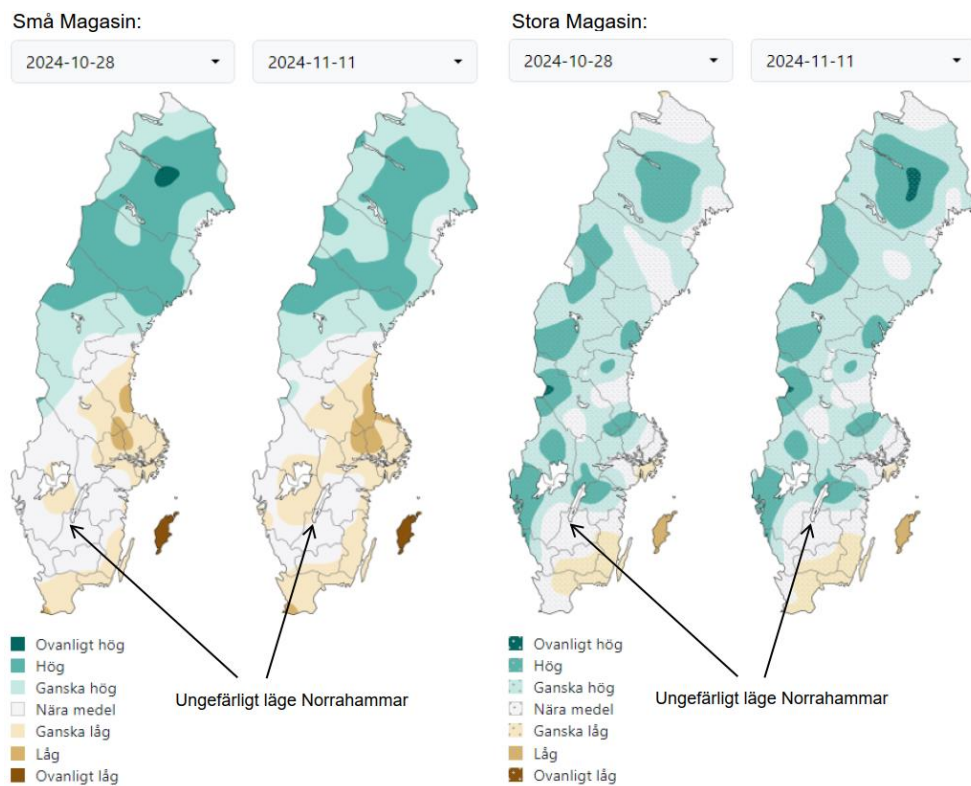 Små Magasin:
2024-10-28
2024-11-11
Ovanligt hög
Hög
Ganska hög
Nära medel
Ganska låg
Låg
Ovanligt låg
Ungefärligt läge Norrahammar
Stora Magasin:
2024-10-28
2024-11-11
Ovanligt hög
Hög
Ganska hög
Nära medel
Ganska låg
Låg
Ovanligt låg
Ungefärligt läge Norrahammar